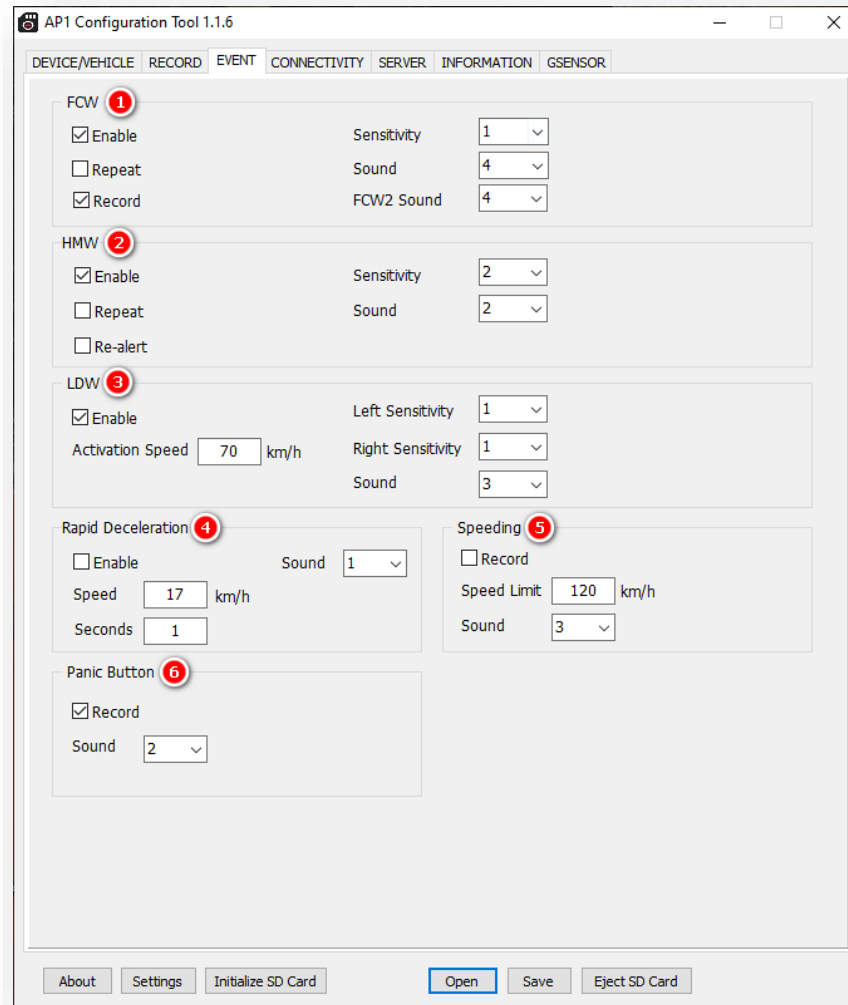 AP1 Configuration Tool 1.1.6
DEVICE/VEHICLE RECORD EVENT CONNECTIVITY SERVER INFORMATION GSENSOR
FCW 1
Enable Sensitivity 1
Repeat Sound 4
Record FCW2 Sound 4
HMW 2
Enable Sensitivity 2
Repeat Sound 2
Re-alert
LDW 3
Enable Left Sensitivity 1
Activation Speed 70 km/h Right Sensitivity 1
Sound 3
Rapid Deceleration 4
Enable Sound 1
Speed 17 km/h
Seconds 1
Speeding 5
Record
Speed Limit 120 km/h
Sound 3
Panic Button 6
Record
Sound 2
About Settings Initialize SD Card Open Save Eject SD Card